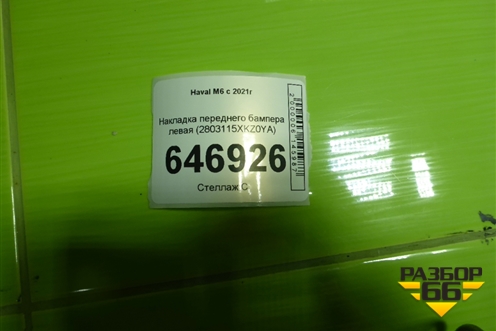 Haval M6 с 2021г
Накладка переднего бампера
левая (2803115XKZ0YA)
646926
Стеллаж С
РАЗБОР
66